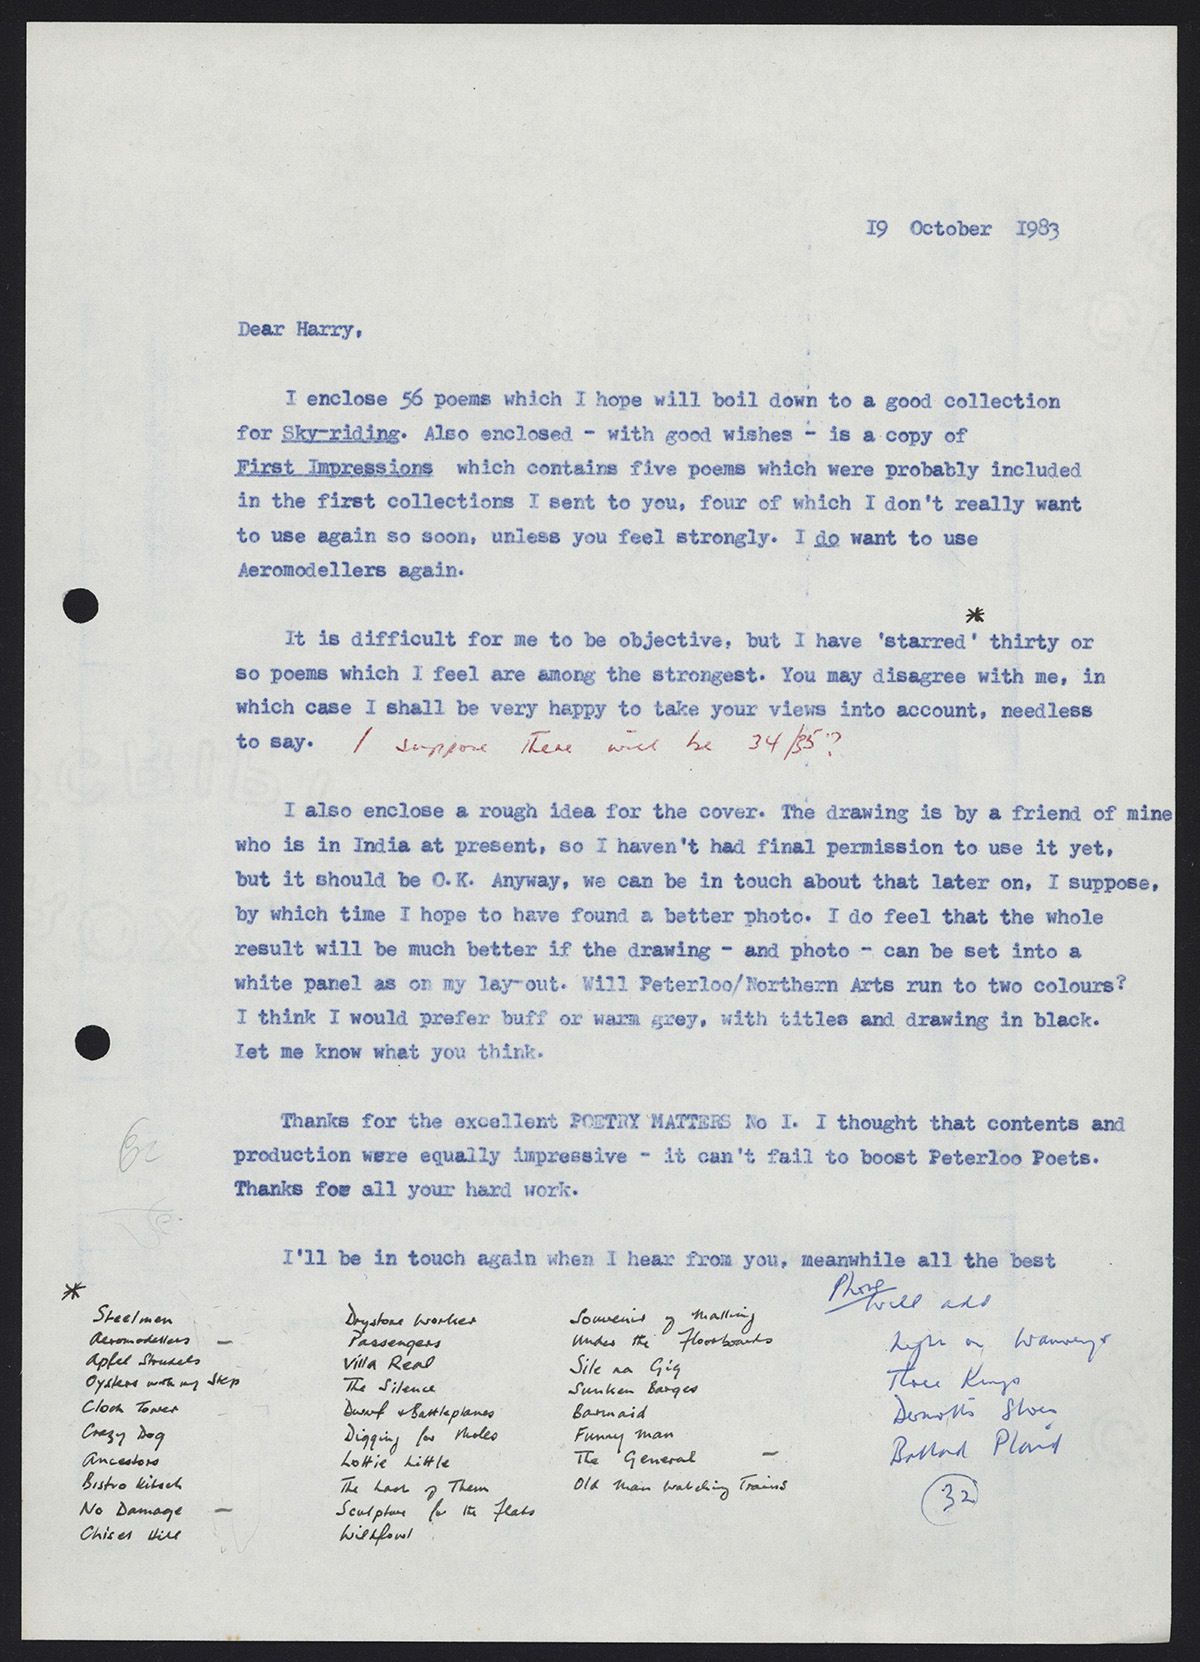 19 October 1983
Dear Harry,
I enclose 56 poems which I hope will boil down to a good collection
for Sky-riding. Also enclosed - with good wishes - is a copy of
First Impressions which contains five poems which were probably included
in the first collections I sent to you, four of which I don't really want
to use again so soon, unless you feel strongly. I do want to use
Aeromodellers again.
*
It is difficult for me to be objective, but I have 'starred' thirty or
so poems which I feel are among the strongest. You may disagree with me, in
which case I shall be very happy to take your views into account, needless
to say. I suppose there will be 34/35?
I also enclose a rough idea for the cover. The drawing is by a friend of mine
who is in India at present, so I haven't had final permission to use it yet,
but it should be O.K. Anyway, we can be in touch about that later on, I suppose,
by which time I hope to have found a better photo. I do feel that the whole
result will be much better if the drawing - and photo - can be set into a
white panel as on my lay-out. Will Peterloo/Northern Arts run to two colours?
I think I would prefer buff or warm grey, with titles and drawing in black.
Let me know what you think.
Thanks for the excellent POETRY MATTERS No I. I thought that contents and
production were equally impressive - it can't fail to boost Peterloo Poets.
Thanks for all your hard work.
I'll be in touch again when I hear from you, meanwhile all the best
*
Steelmen
Aeromodellers -
Apfel Strudels
Oysters with my Step
Clock Tower
Crazy Dog
Ancestors
Bistro Kitsch
No Damage -
Chisel Hill
Drystone Worker
Passengers
Villa Real
The Silence
Dwarf & Battleplanes
Digging for Moles
Lottie Little
The Last of Them
Sculpture for the Flats
Wildfowl
Souvenir of Malling
Under the Floorboards
Sile na Gig
Sunken Barges
Barmaid
Funny Man
The General -
Old Man Watching Trains
Phone
Will add
Light on
Three Kings
Ballard Plaid
32